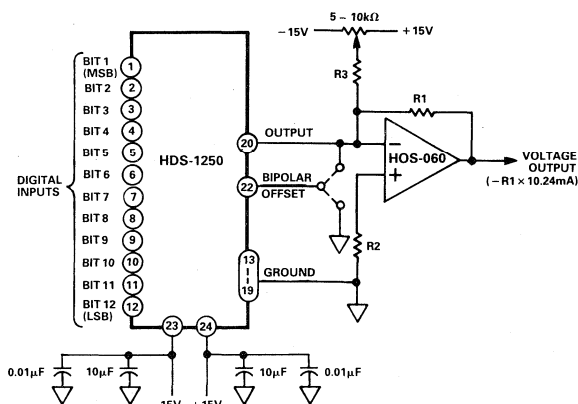 5 – 10kΩ
−15V
+15V
BIT 1
(MSB)
1
BIT 2
2
BIT 3
3
BIT 4
4
BIT 5
5
BIT 6
6
BIT 7
7
BIT 8
8
BIT 9
9
BIT 10
10
BIT 11
11
BIT 12
(LSB)
12
DIGITAL
INPUTS
HDS-1250
20
OUTPUT
22
BIPOLAR
OFFSET
13
19
GROUND
R3
R1
−
+
HOS-060
R2
VOLTAGE
OUTPUT
(−R1 × 10.24mA)
23
24
0.01μF
10μF
10μF
0.01μF
15V
+15V